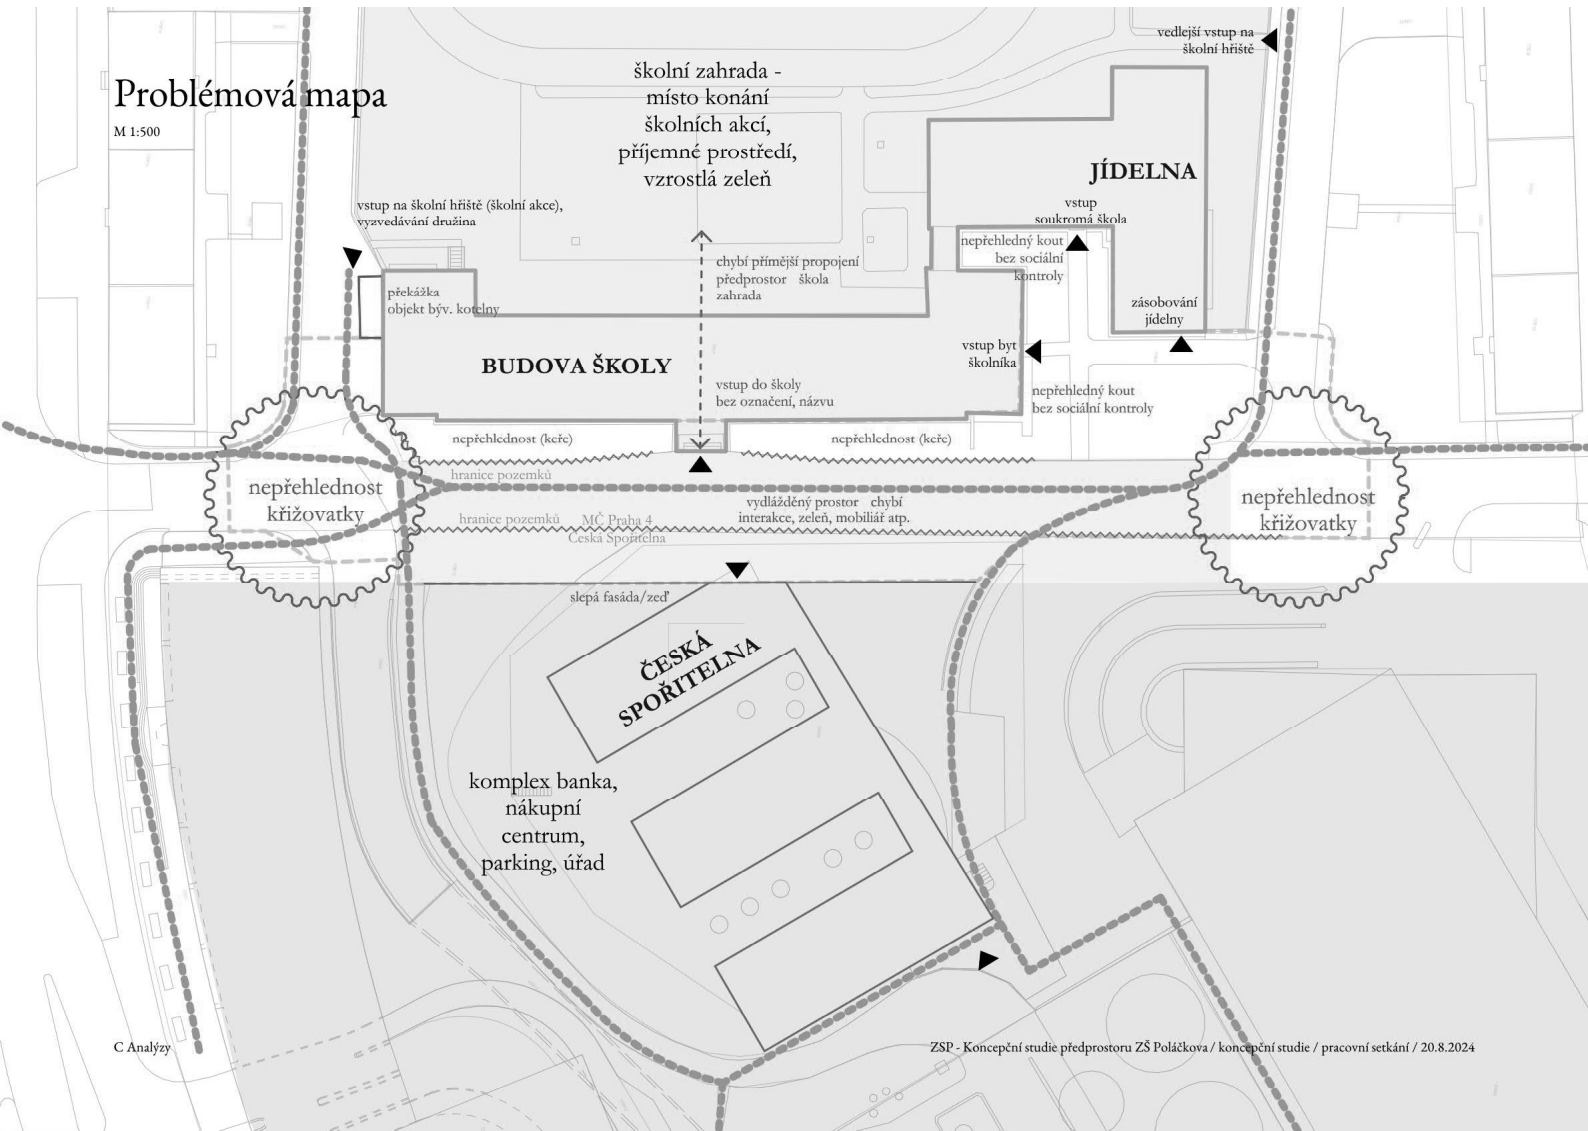 Problémová mapa
M 1:500
vedlejší vstup na
školní hřiště
školní zahrada -
místo konání
školních akcí,
příjemné prostředí,
vzrostlá zeleň
JÍDELNA
vstup
soukromá škola
vstup na školní hřiště (školní akce),
vyzvedávání družina
nepřehledný kout
bez sociální
kontroly
chybí přímější propojení
předprostor škola
zahrada
překážka
objekt býv. kotelny
zásobování
jídelny
vstup byt
školníka
BUDOVA ŠKOLY
vstup do školy
bez označení, názvu
nepřehledný kout
bez sociální kontroly
nepřehlednost (keře)
nepřehlednost (keře)
hranice pozemků
nepřehlednost
křižovatky
vydlážděný prostor chybí
interakce, zeleň, mobiliář atp.
nepřehlednost
křižovatky
hranice pozemků
MČ Praha 4
Česká Spořitelna
slepá fasáda/zeď
ČESKÁ
SPOŘITELNA
komplex banka,
nákupní
centrum,
parking, úřad
C Analýzy
ZSP - Koncepční studie předprostoru ZŠ Poláčkova / koncepční studie / pracovní setkání / 20.8.2024